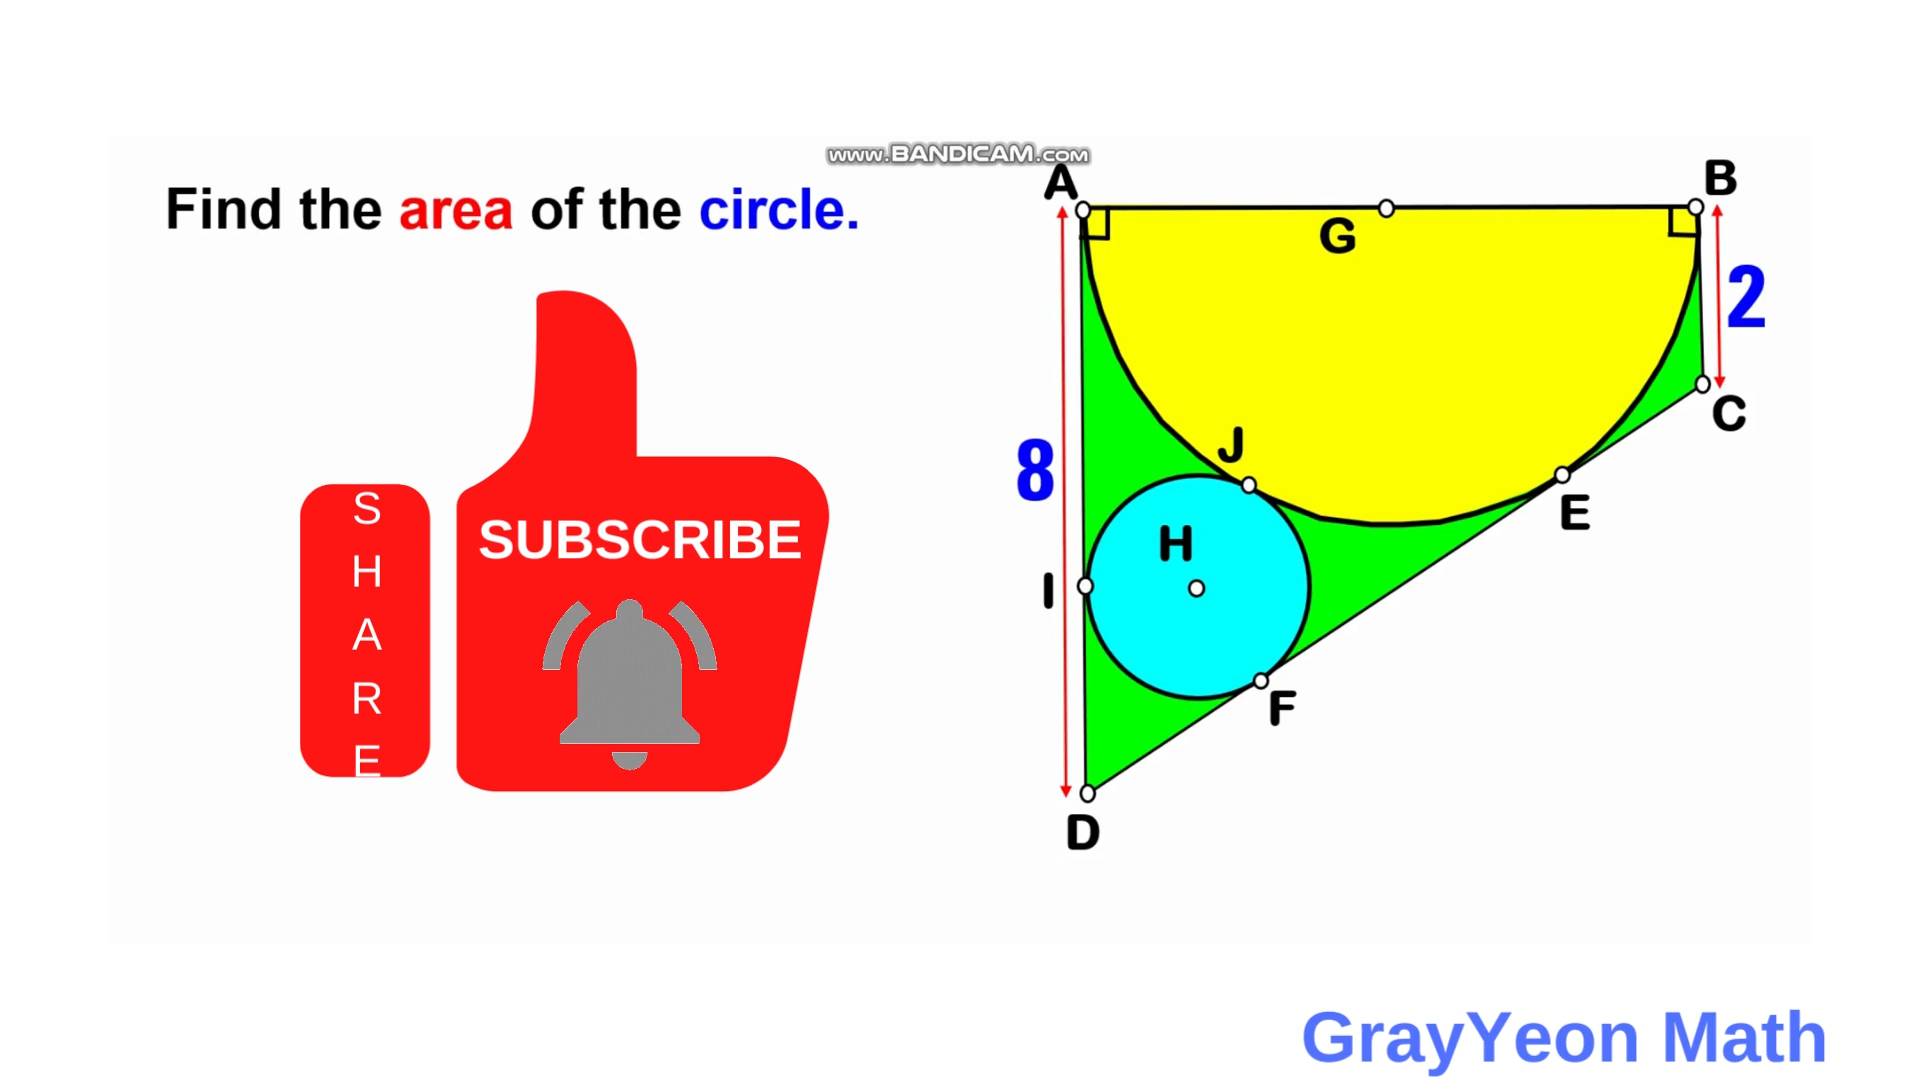 www.BANDICAM.com
Find the area of the circle.
A
B
G
2
C
J
8
E
H
I
F
D
S
H
A
R
E
SUBSCRIBE
GrayYeon Math